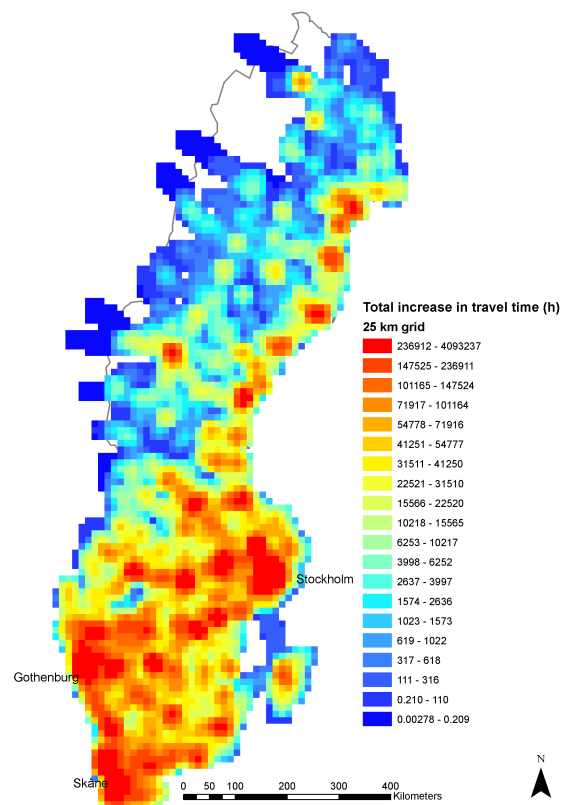 Total increase in travel time (h)
25 km grid
236912 - 4093237
147525 - 236911
101165 - 147524
71917 - 101164
54778 - 71916
41251 - 54777
31511 - 41250
22521 - 31510
15566 - 22520
10218 - 15565
6253 - 10217
3998 - 6252
2637 - 3997
1574 - 2636
1023 - 1573
619 - 1022
317 - 618
111 - 316
0.210 - 110
0.00278 - 0.209
Stockholm
Gothenburg
Skåne
N
0 50 100 200 300 400
Kilometers